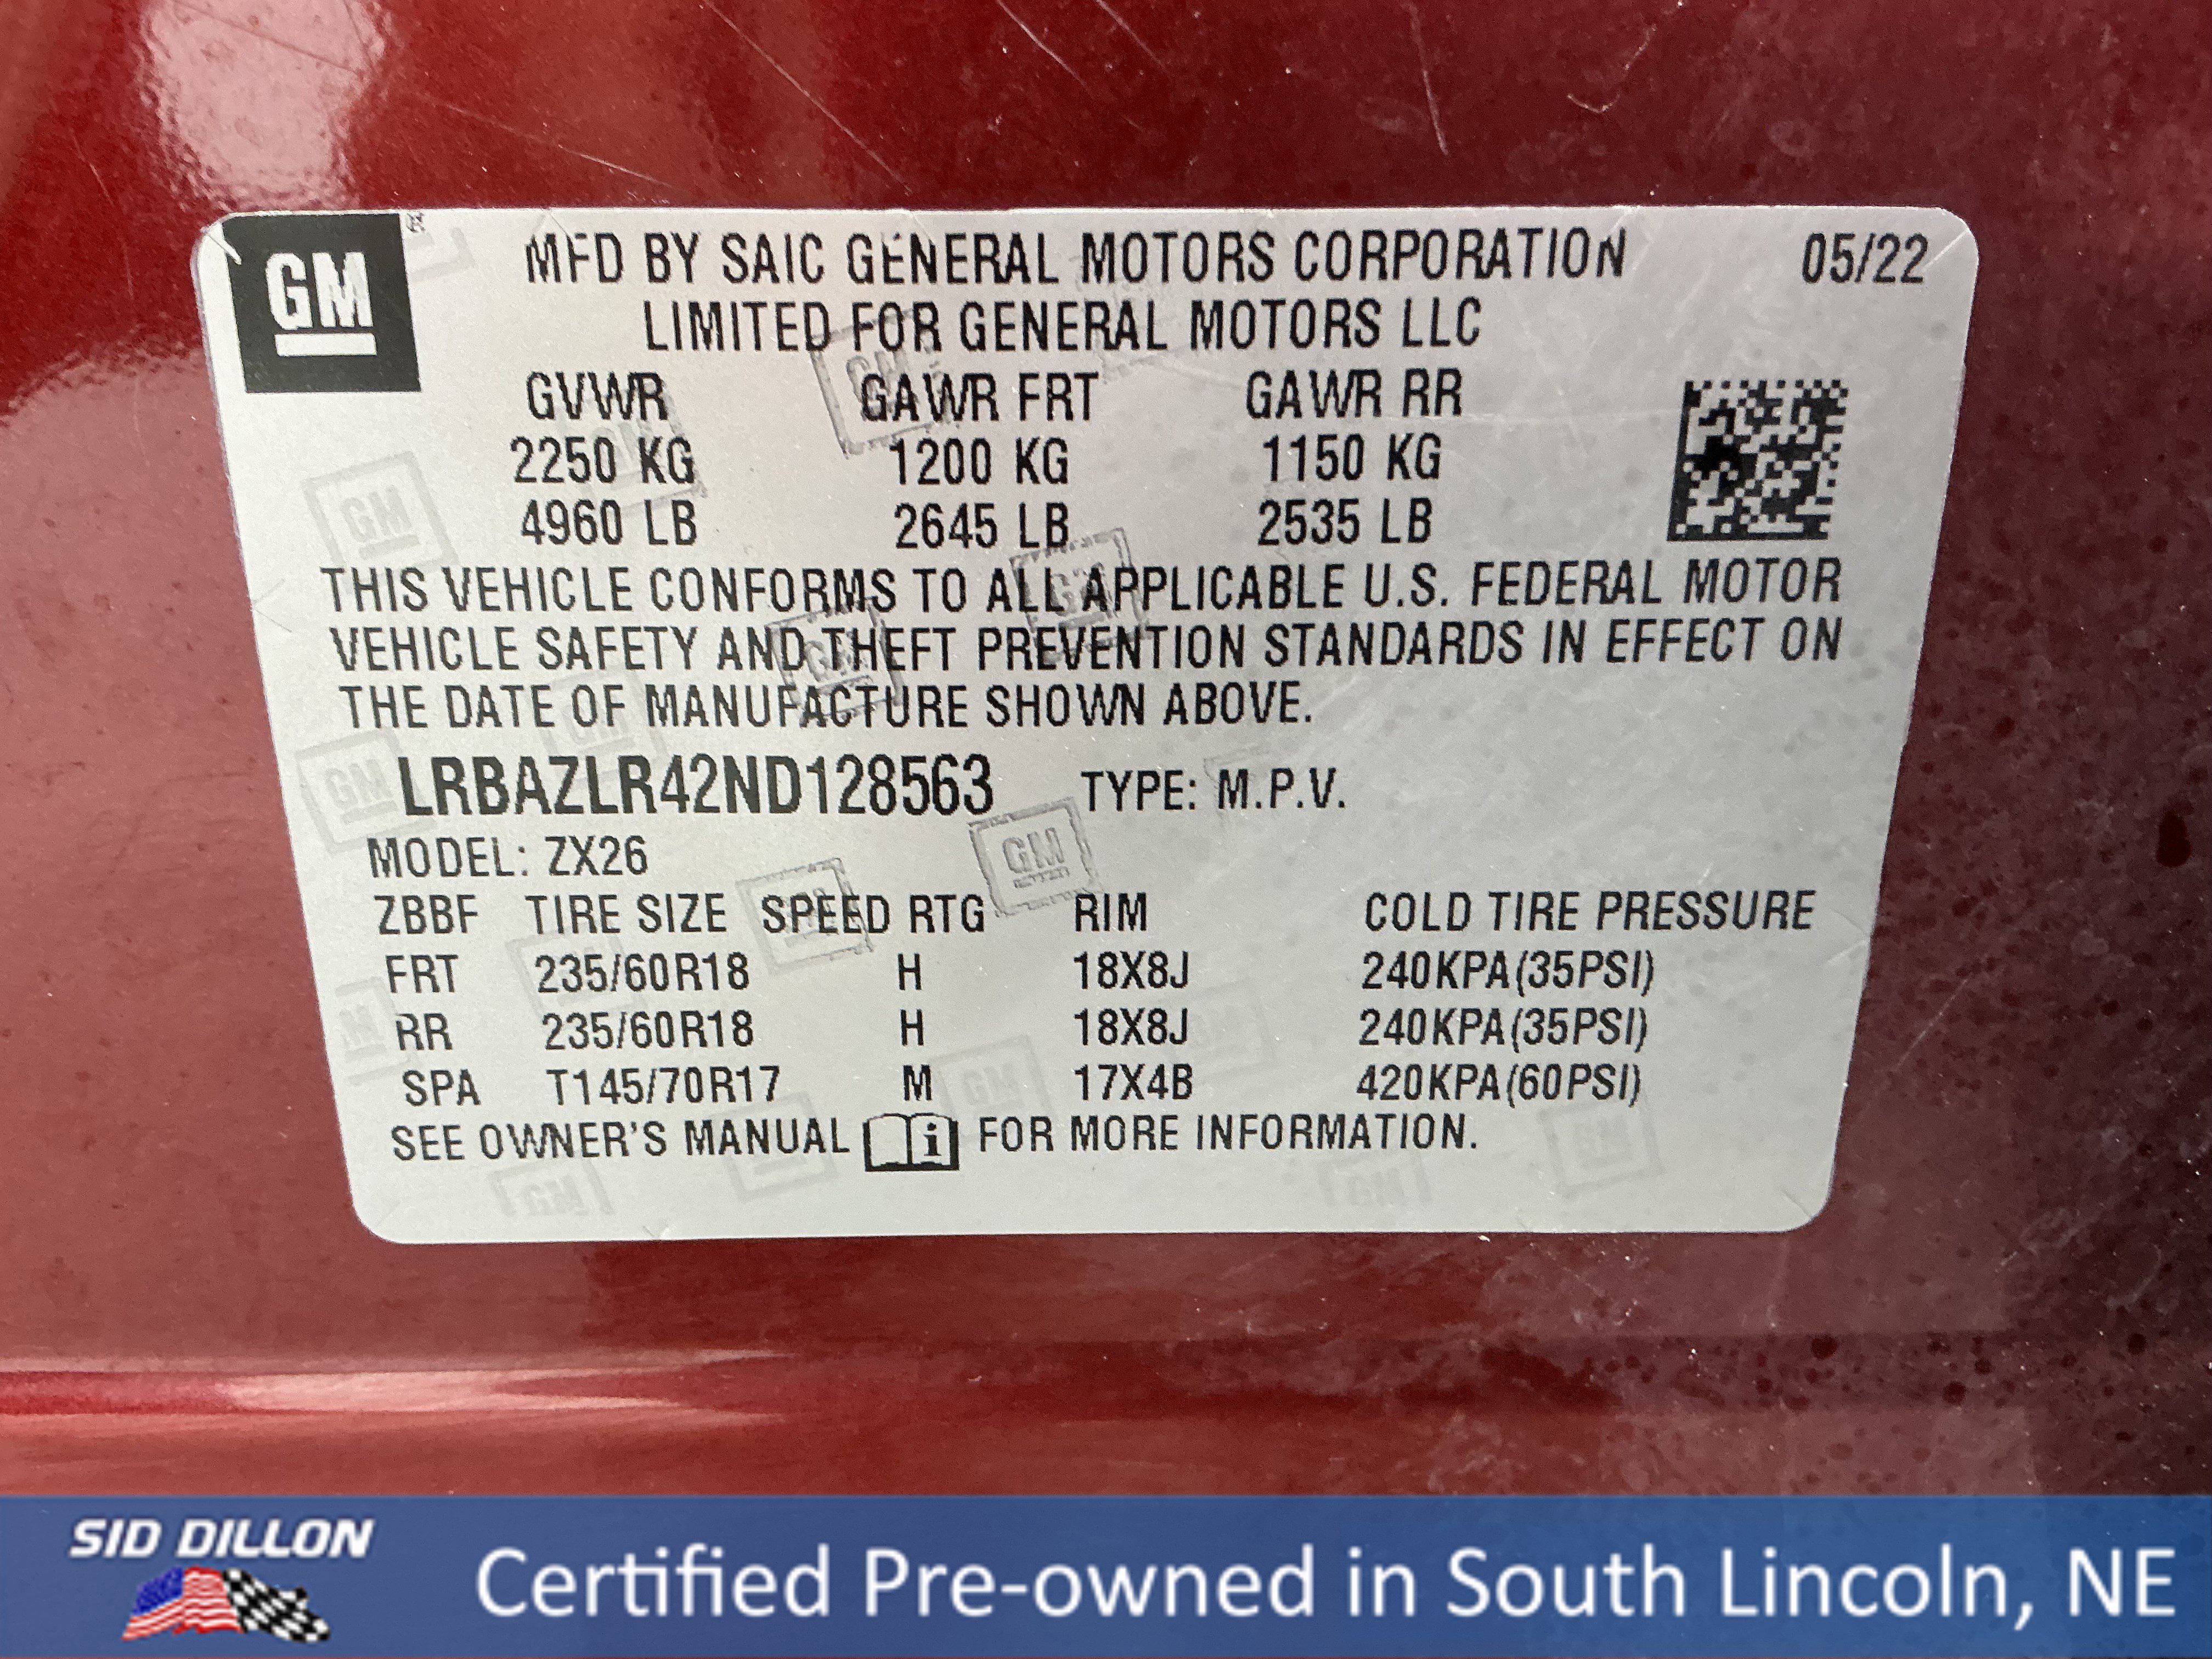 GM
MFD BY SAIC GENERAL MOTORS CORPORATION 05/22
LIMITED FOR GENERAL MOTORS LLC
GVWR GAWR FRT GAWR RR
2250 KG 1200 KG 1150 KG
4960 LB 2645 LB 2535 LB
THIS VEHICLE CONFORMS TO ALL APPLICABLE U.S. FEDERAL MOTOR
VEHICLE SAFETY AND THEFT PREVENTION STANDARDS IN EFFECT ON
THE DATE OF MANUFACTURE SHOWN ABOVE.
LRBAZLR42ND128563 TYPE: M.P.V.
MODEL: ZX26
ZBBF TIRE SIZE SPEED RTG RIM COLD TIRE PRESSURE
FRT 235/60R18 H 18X8J 240KPA(35PSI)
RR 235/60R18 H 18X8J 240KPA(35PSI)
SPA T145/70R17 M 17X4B 420KPA(60PSI)
SEE OWNER'S MANUAL i FOR MORE INFORMATION.
SID DILLON
Certified Pre-owned in South Lincoln, NE